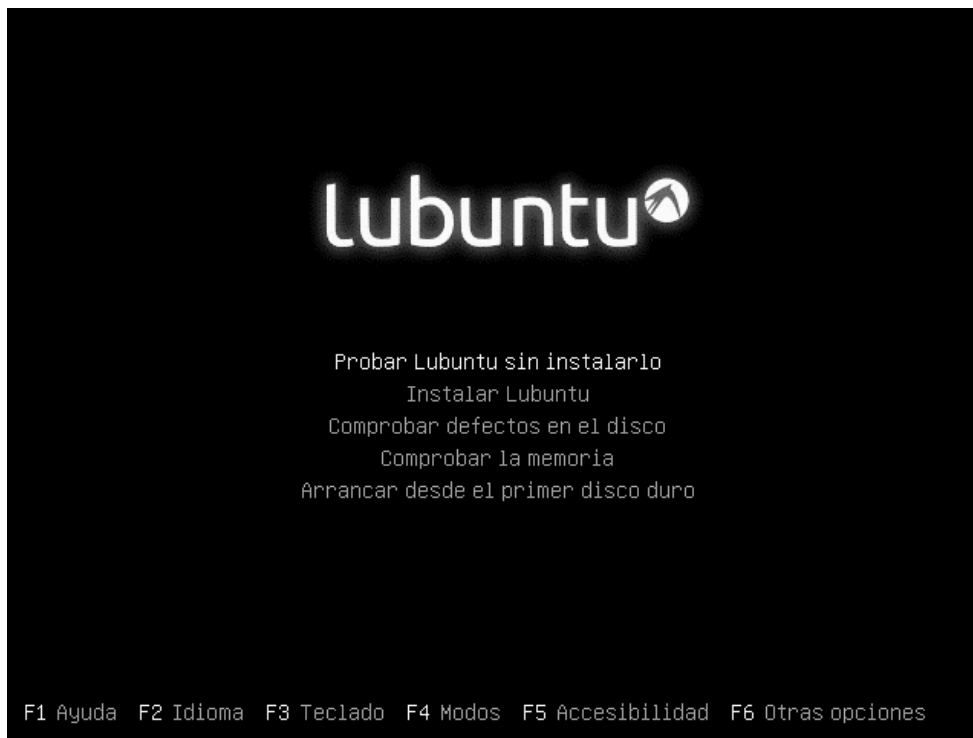 lubuntu
Probar Lubuntu sin instalarlo
Instalar Lubuntu
Comprobar defectos en el disco
Comprobar la memoria
Arrancar desde el primer disco duro
F1 Ayuda F2 Idioma F3 Teclado F4 Modos F5 Accesibilidad F6 Otras opciones